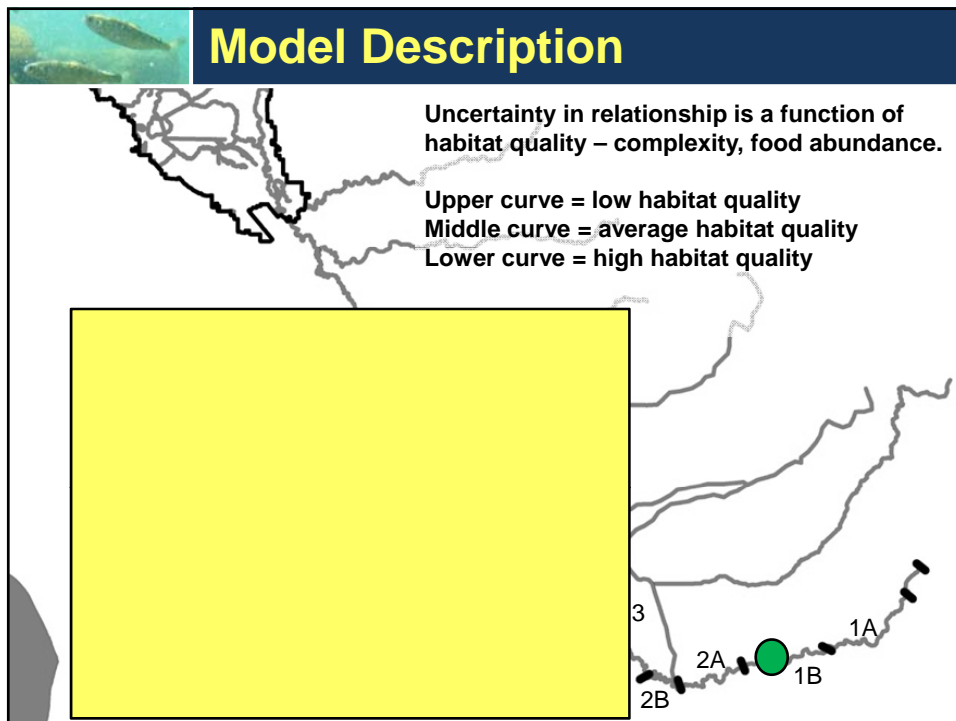 Model Description
Uncertainty in relationship is a function of
habitat quality – complexity, food abundance.
Upper curve = low habitat quality
Middle curve = average habitat quality
Lower curve = high habitat quality
3
1A
2A
1B
2B